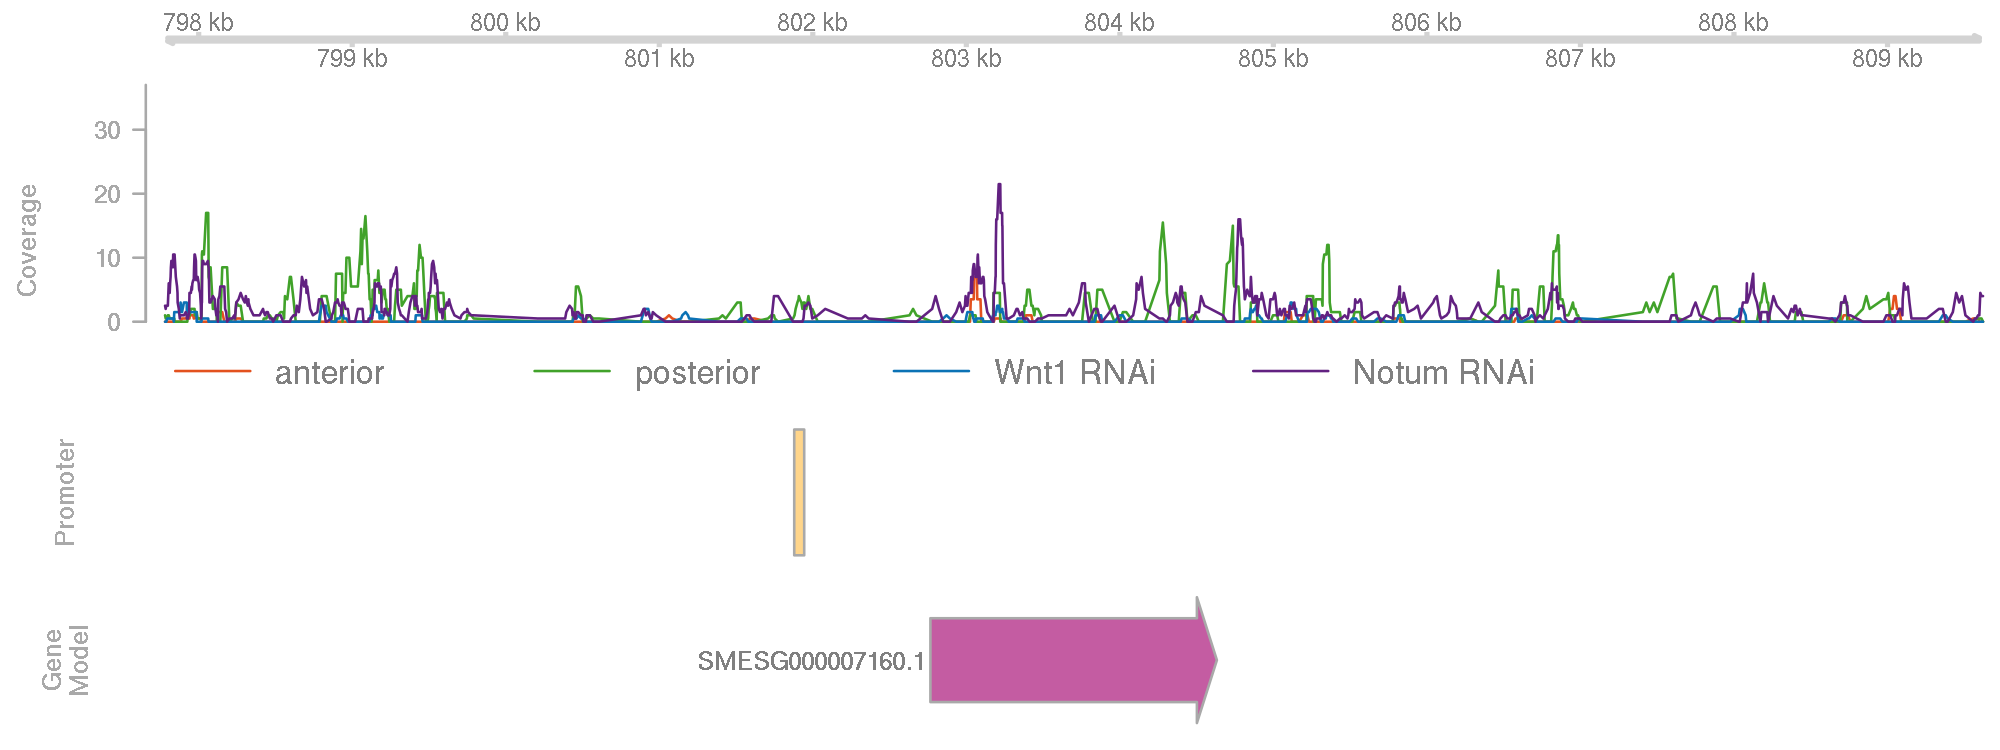 798 kb 800 kb 802 kb 804 kb 806 kb 808 kb
799 kb 801 kb 803 kb 805 kb 807 kb 809 kb
Coverage
30
20
10
0
anterior posterior Wnt1 RNAi Notum RNAi
Promoter
0
Gene
Model
SMESG000007160.1